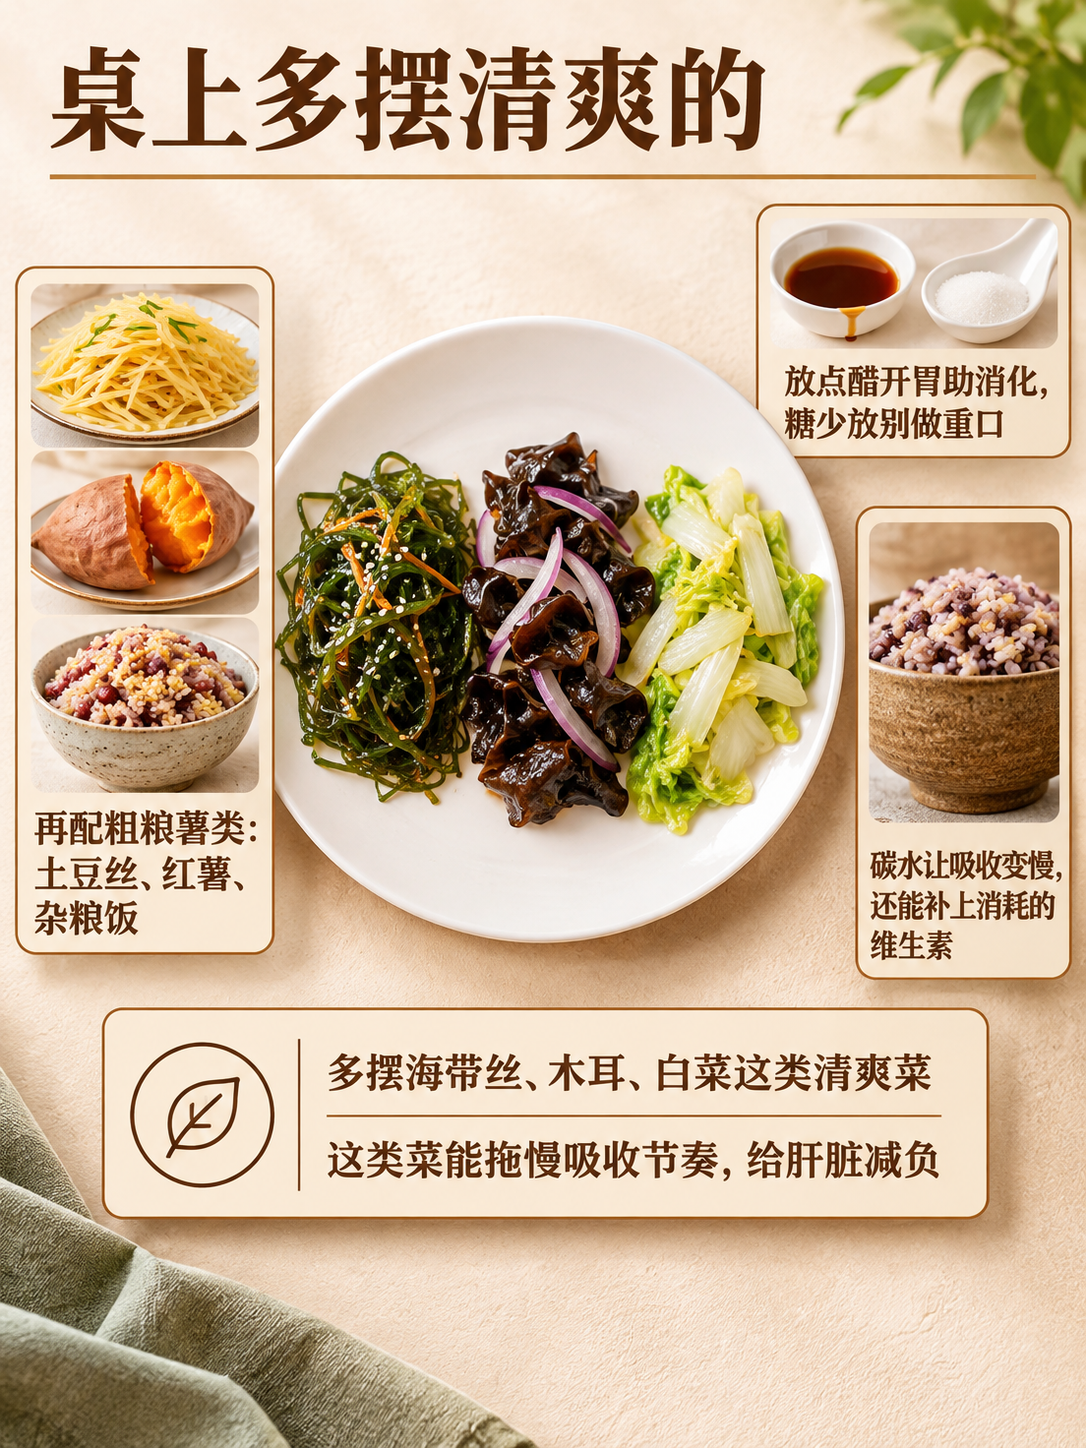 桌上多摆清爽的
放点醋开胃助消化，
糖少放别做重口
再配粗粮薯类：
土豆丝、红薯、
杂粮饭
碳水让吸收变慢，
还能补上消耗的
维生素
多摆海带丝、木耳、白菜这类清爽菜
这类菜能拖慢吸收节奏，给肝脏减负